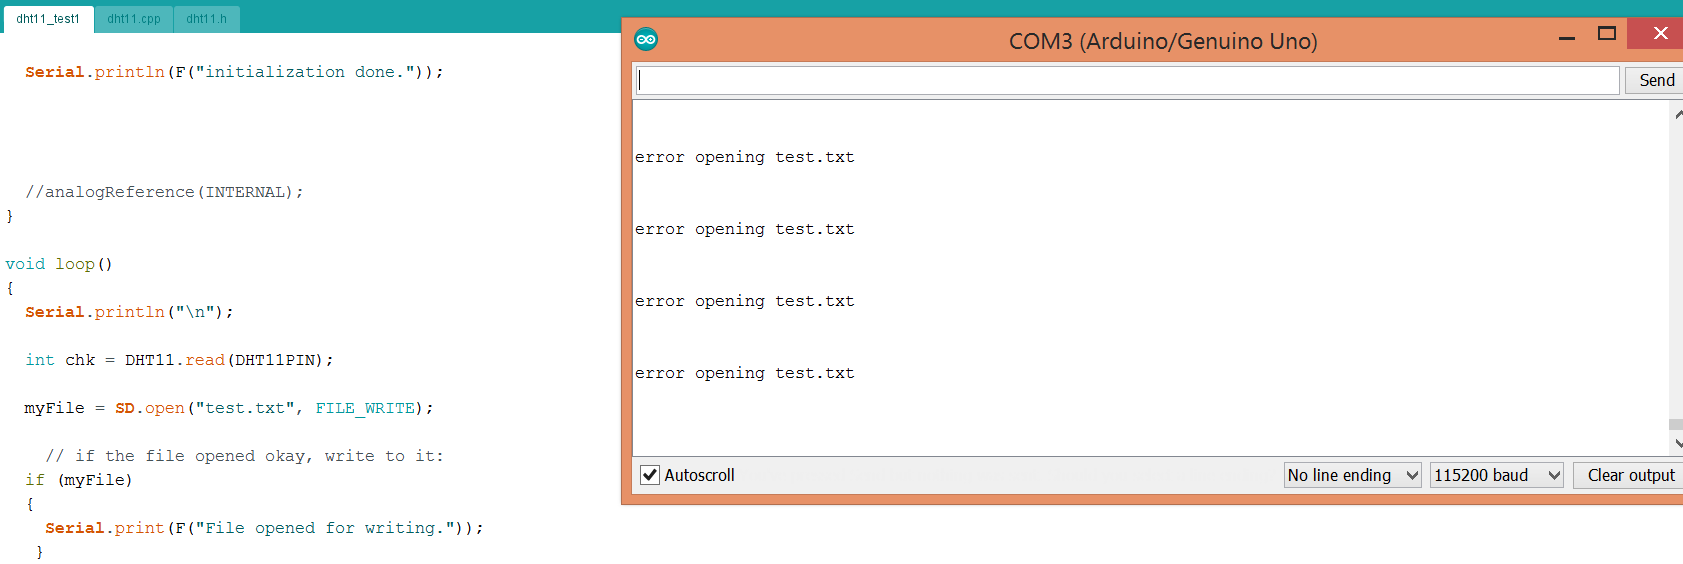 dht11_test1 dht11.cpp dht11.h
Serial.println(F("initialization done."));
//analogReference(INTERNAL);
}
void loop()
{
Serial.println("\n");
int chk = DHT11.read(DHT11PIN);
myFile = SD.open("test.txt", FILE_WRITE);
// if the file opened okay, write to it:
if (myFile)
{
Serial.print(F("File opened for writing."));
}
COM3 (Arduino/Genuino Uno)
Send
error opening test.txt
error opening test.txt
error opening test.txt
error opening test.txt
Autoscroll No line ending 115200 baud Clear output